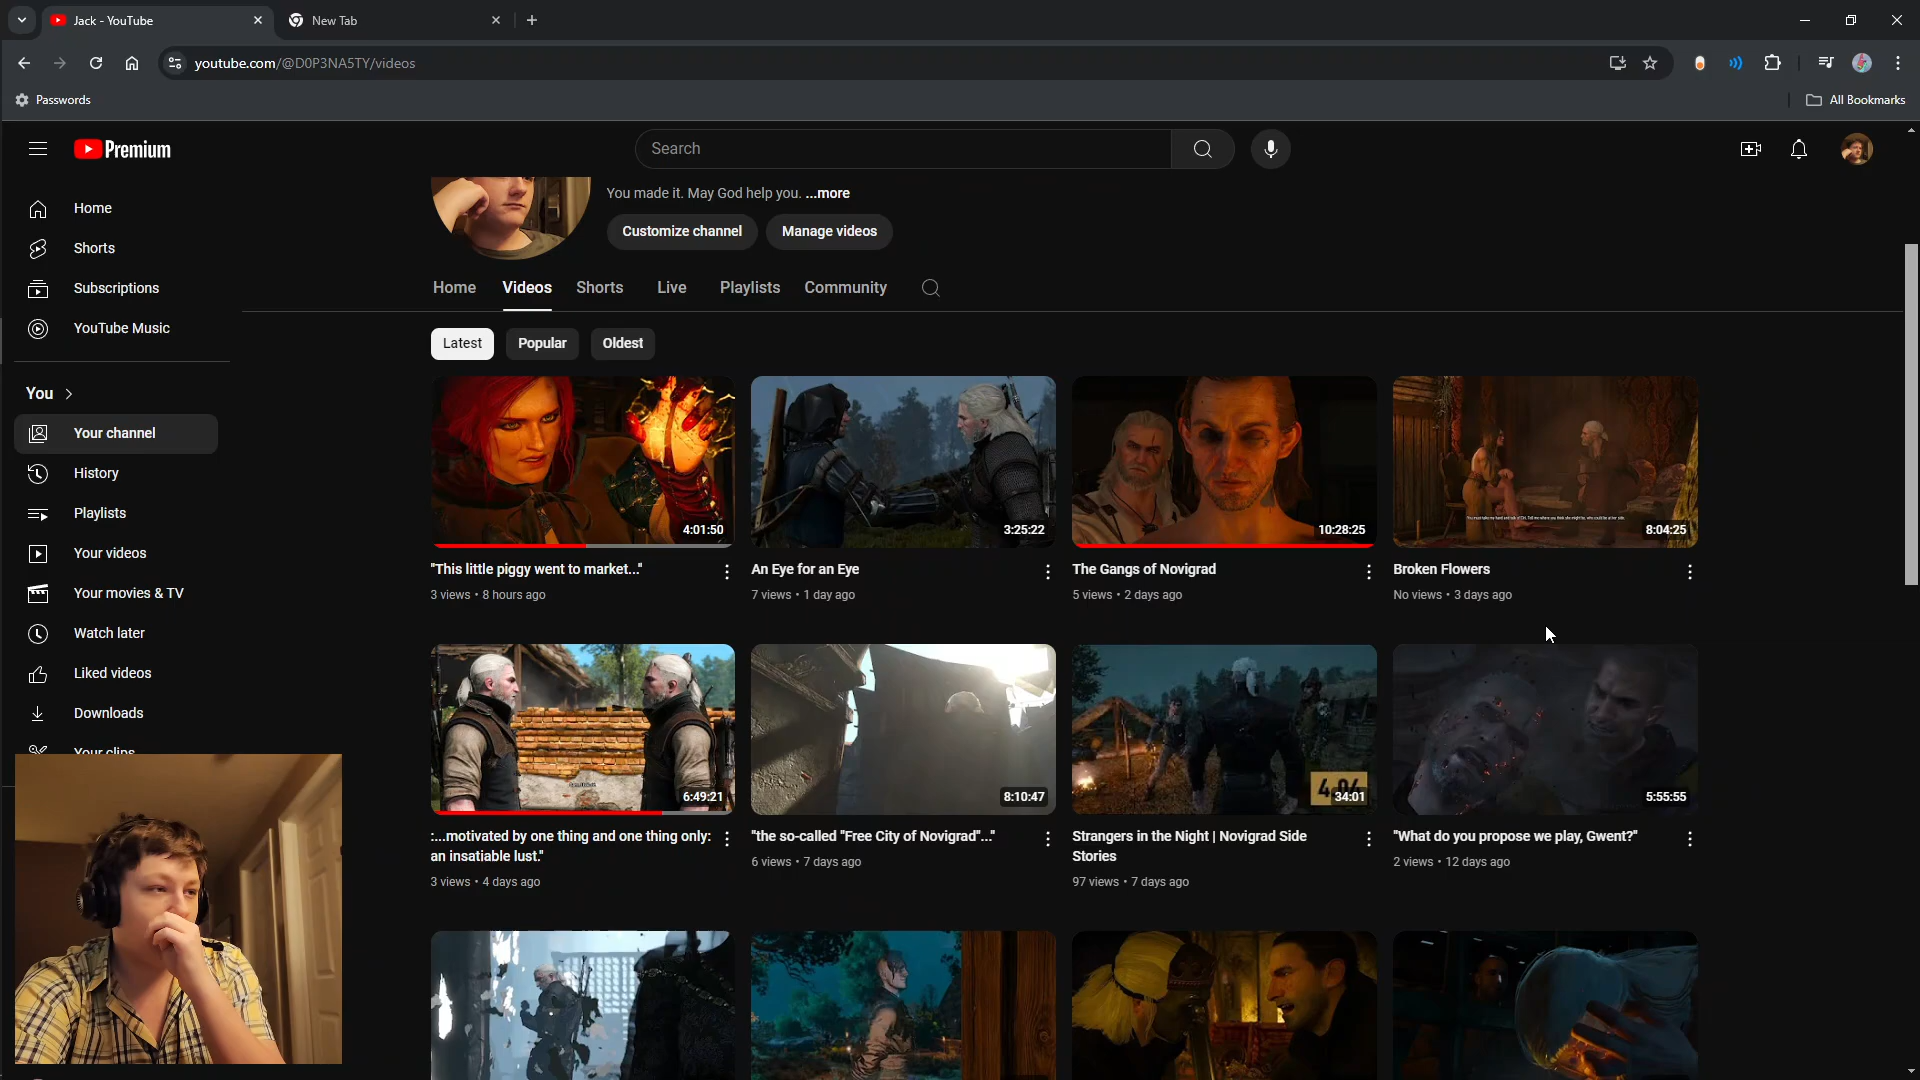 Jack - YouTube
New Tab
youtube.com/@D0P3NA5TY/videos
Passwords
All Bookmarks
Premium
Search
You made it. May God help you. ...more
Customize channel
Manage videos
Home
Shorts
Subscriptions
YouTube Music
You
Your channel
History
Playlists
Your videos
Your movies & TV
Watch later
Liked videos
Downloads
Your clips
Home
Videos
Shorts
Live
Playlists
Community
Latest
Popular
Oldest
4:01:50
3:25:22
10:28:25
8:04:25
"This little piggy went to market..."
3 views • 8 hours ago
An Eye for an Eye
7 views • 1 day ago
The Gangs of Novigrad
5 views • 2 days ago
Broken Flowers
No views • 3 days ago
6:49:21
8:10:47
34:01
5:55:55
:...motivated by one thing and one thing only:
an insatiable lust."
3 views • 4 days ago
"the so-called "Free City of Novigrad"..."
6 views • 7 days ago
Strangers in the Night | Novigrad Side
Stories
97 views • 7 days ago
"What do you propose we play, Gwent?"
2 views • 12 days ago